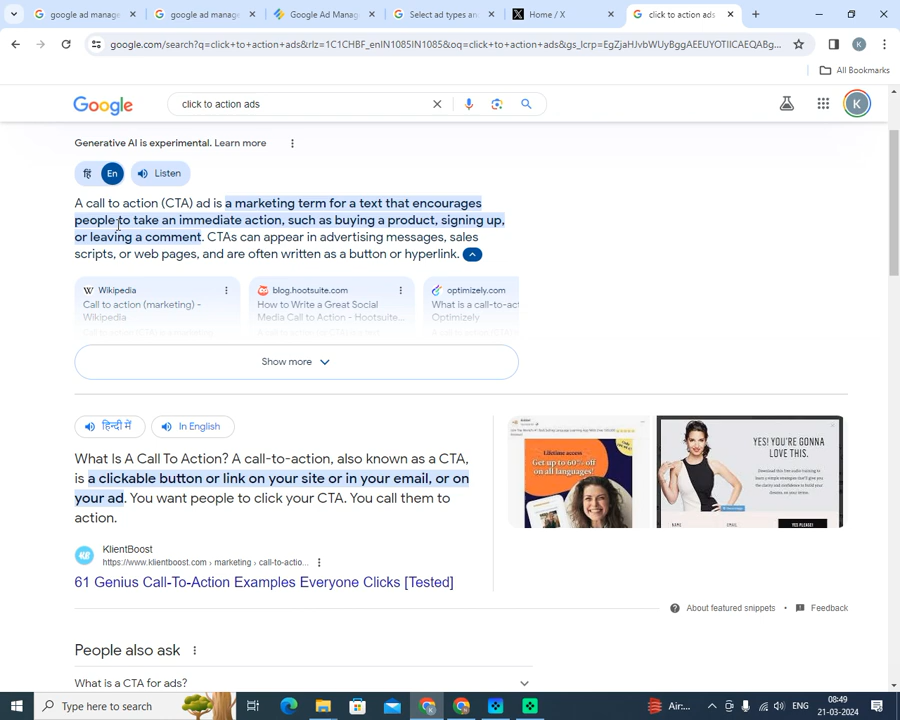 google ad manage
google ad manage
Google Ad Manag
Select ad types an
Home / X
click to action ads
google.com/search?q=click+to+action+ads&rlz=1C1CHBF_enIN1085IN1085&oq=click+to+action+ads&gs_lcrp=EgZjaHJvbWUyBggAEEUYOTIICAEQABg...
All Bookmarks
Google
click to action ads
K
Generative AI is experimental. Learn more
हिं
En
Listen
A call to action (CTA) ad is a marketing term for a text that encourages
people to take an immediate action, such as buying a product, signing up,
or leaving a comment. CTAs can appear in advertising messages, sales
scripts, or web pages, and are often written as a button or hyperlink.
W Wikipedia
Call to action (marketing) -
Wikipedia
blog.hootsuite.com
How to Write a Great Social
Media Call to Action - Hootsuite...
optimizely.com
What is a call-to-act
Optimizely
Show more
हिन्दी में
In English
What Is A Call To Action? A call-to-action, also known as a CTA,
is a clickable button or link on your site or in your email, or on
your ad. You want people to click your CTA. You call them to
action.
KlientBoost
https://www.klientboost.com › marketing › call-to-actio...
61 Genius Call-To-Action Examples Everyone Clicks [Tested]
Lifetime access
Get up to 60% off
on all languages!
YES! YOU'RE GONNA
LOVE THIS.
NAME
EMAIL
YES PLEASE!
About featured snippets
Feedback
People also ask
What is a CTA for ads?
Type here to search
Air:...
ENG
08:49
21-03-2024